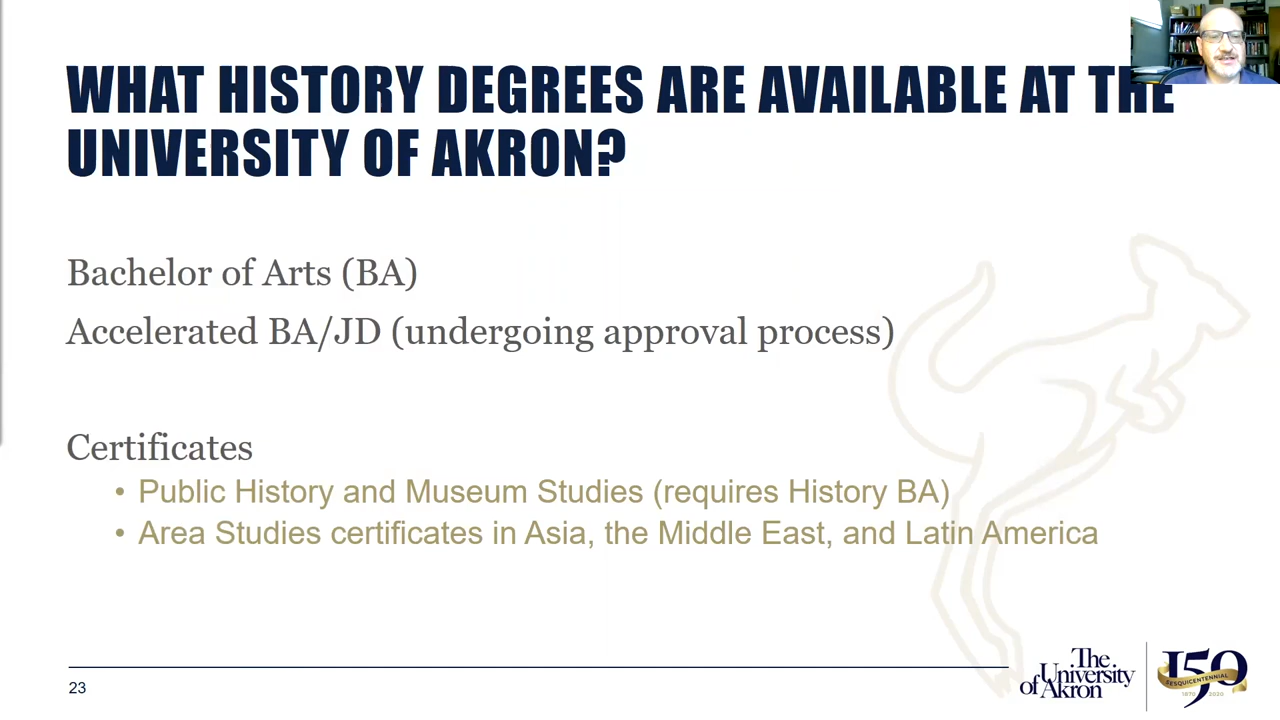 WHAT HISTORY DEGREES ARE AVAILABLE AT THE
UNIVERSITY OF AKRON?
Bachelor of Arts (BA)
Accelerated BA/JD (undergoing approval process)
Certificates
• Public History and Museum Studies (requires History BA)
• Area Studies certificates in Asia, the Middle East, and Latin America
23
The
University
of Akron
150
SESQUICENTENNIAL
1870 2020